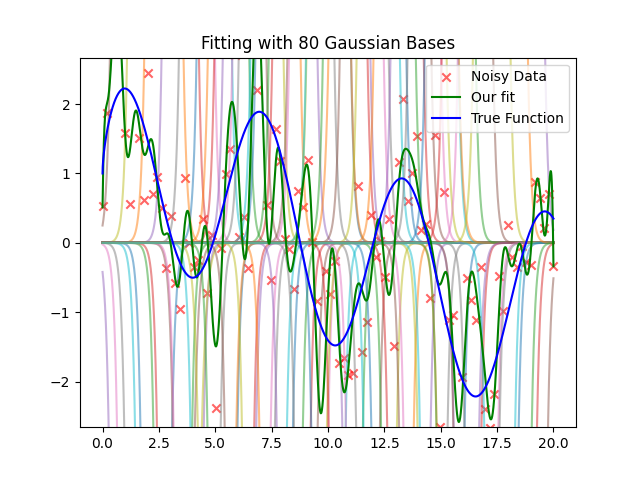 Fitting with 80 Gaussian Bases
Noisy Data
Our fit
True Function
2
1
0
−1
−2
0.0 2.5 5.0 7.5 10.0 12.5 15.0 17.5 20.0